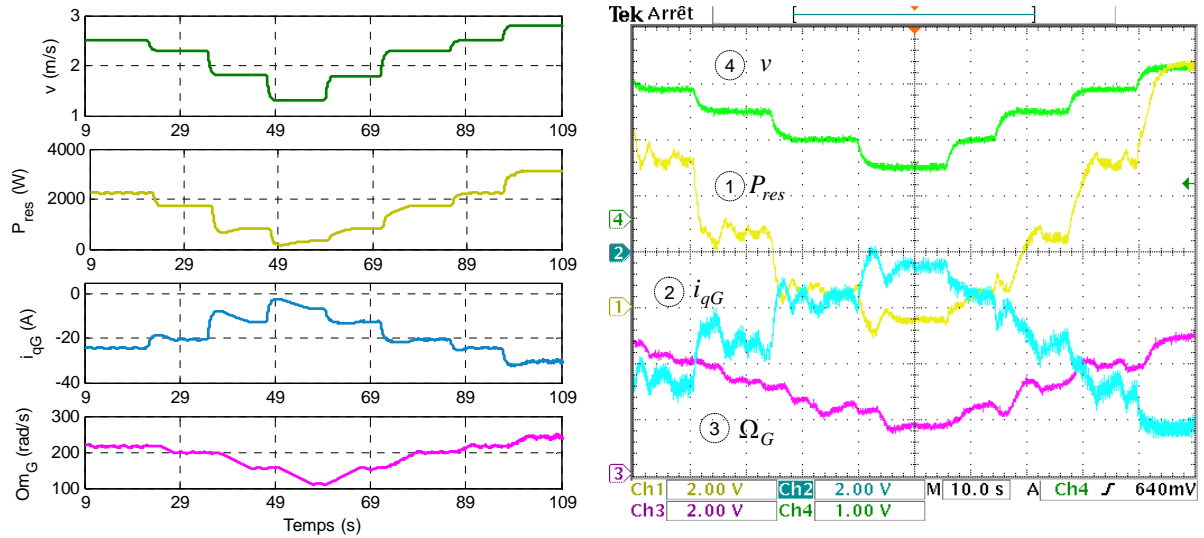 v (m/s)
3
2
1
9 29 49 69 89 109
P_res (W)
4000
2000
0
9 29 49 69 89 109
i_qG (A)
0
-20
-40
9 29 49 69 89 109
Om_G (rad/s)
300
200
100
9 29 49 69 89 109
Temps (s)
Tek Arrêt
4 v
1 P_res
4
2
2 i_qG
1
3 Ω_G
3
Ch1 2.00 V Ch2 2.00 V M 10.0 s A Ch4 640mV
Ch3 2.00 V Ch4 1.00 V